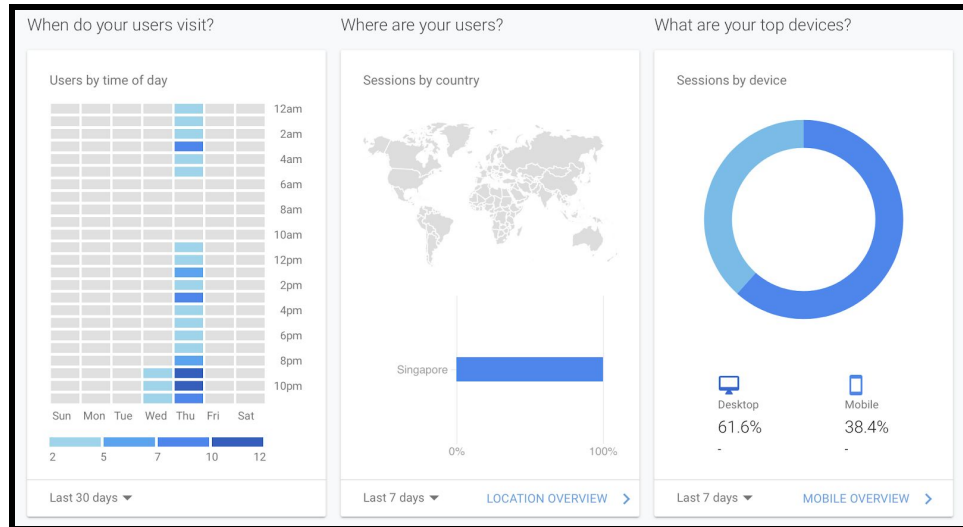 When do your users visit?
Users by time of day
12am
2am
4am
6am
8am
10am
12pm
2pm
4pm
6pm
8pm
10pm
Sun Mon Tue Wed Thu Fri Sat
2 5 7 10 12
Last 30 days
Where are your users?
Sessions by country
Singapore
0% 100%
Last 7 days LOCATION OVERVIEW
What are your top devices?
Sessions by device
Desktop Mobile
61.6% 38.4%
- -
Last 7 days MOBILE OVERVIEW